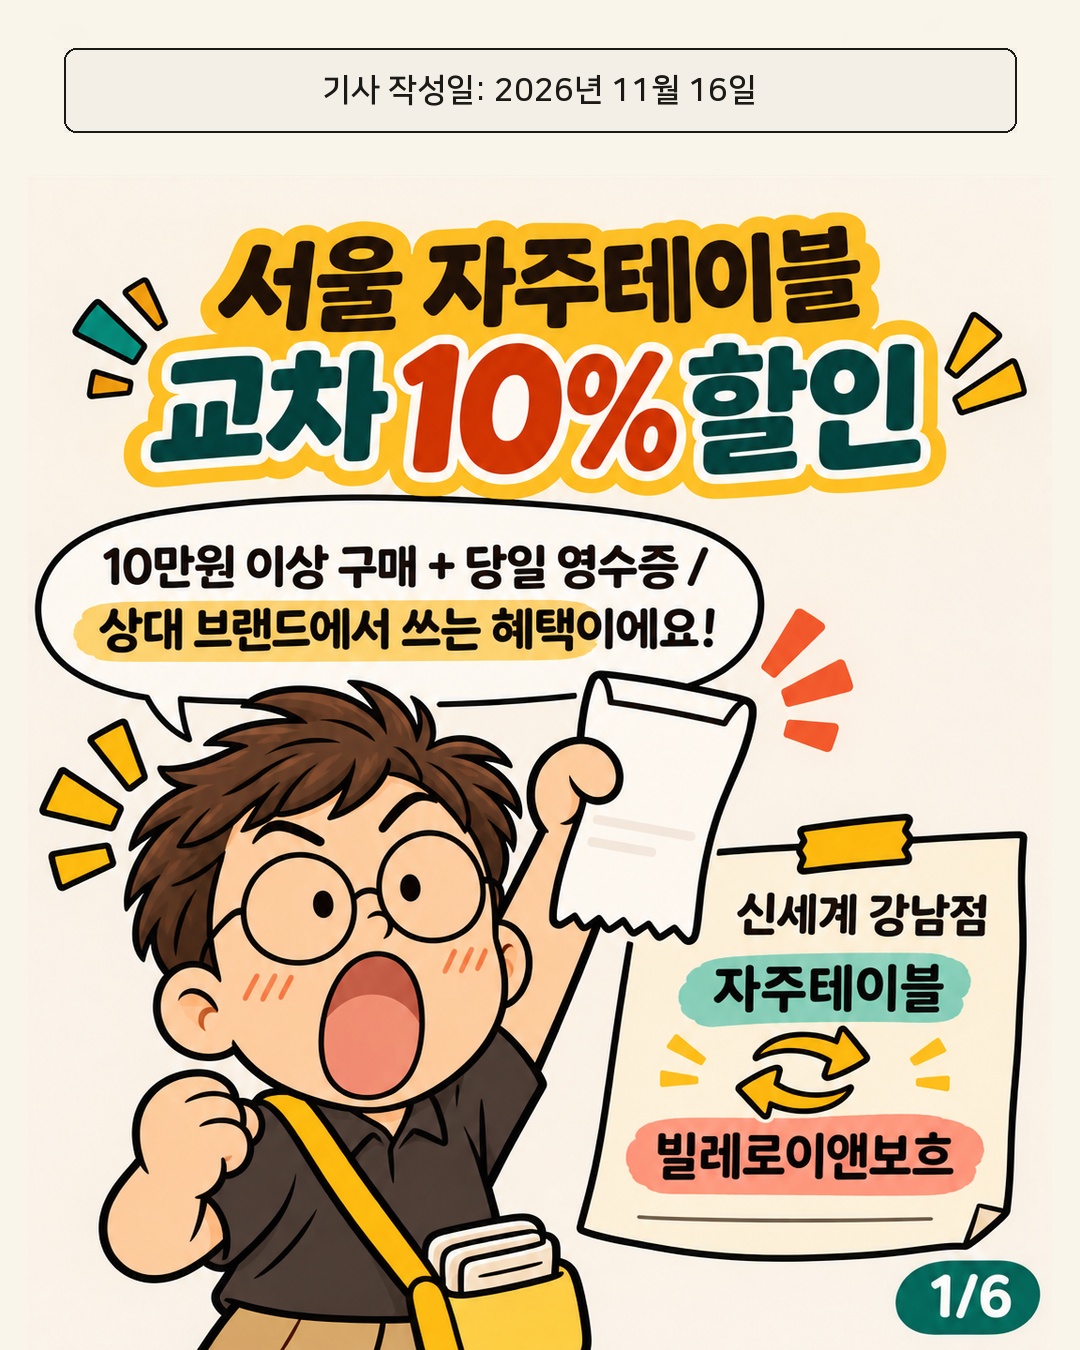 기사 작성일: 2026년 11월 16일
서울 자주테이블
교차 10% 할인
10만원 이상 구매 + 당일 영수증 /
상대 브랜드에서 쓰는 혜택이에요!
신세계 강남점
자주테이블
빌레로이앤보흐
1/6